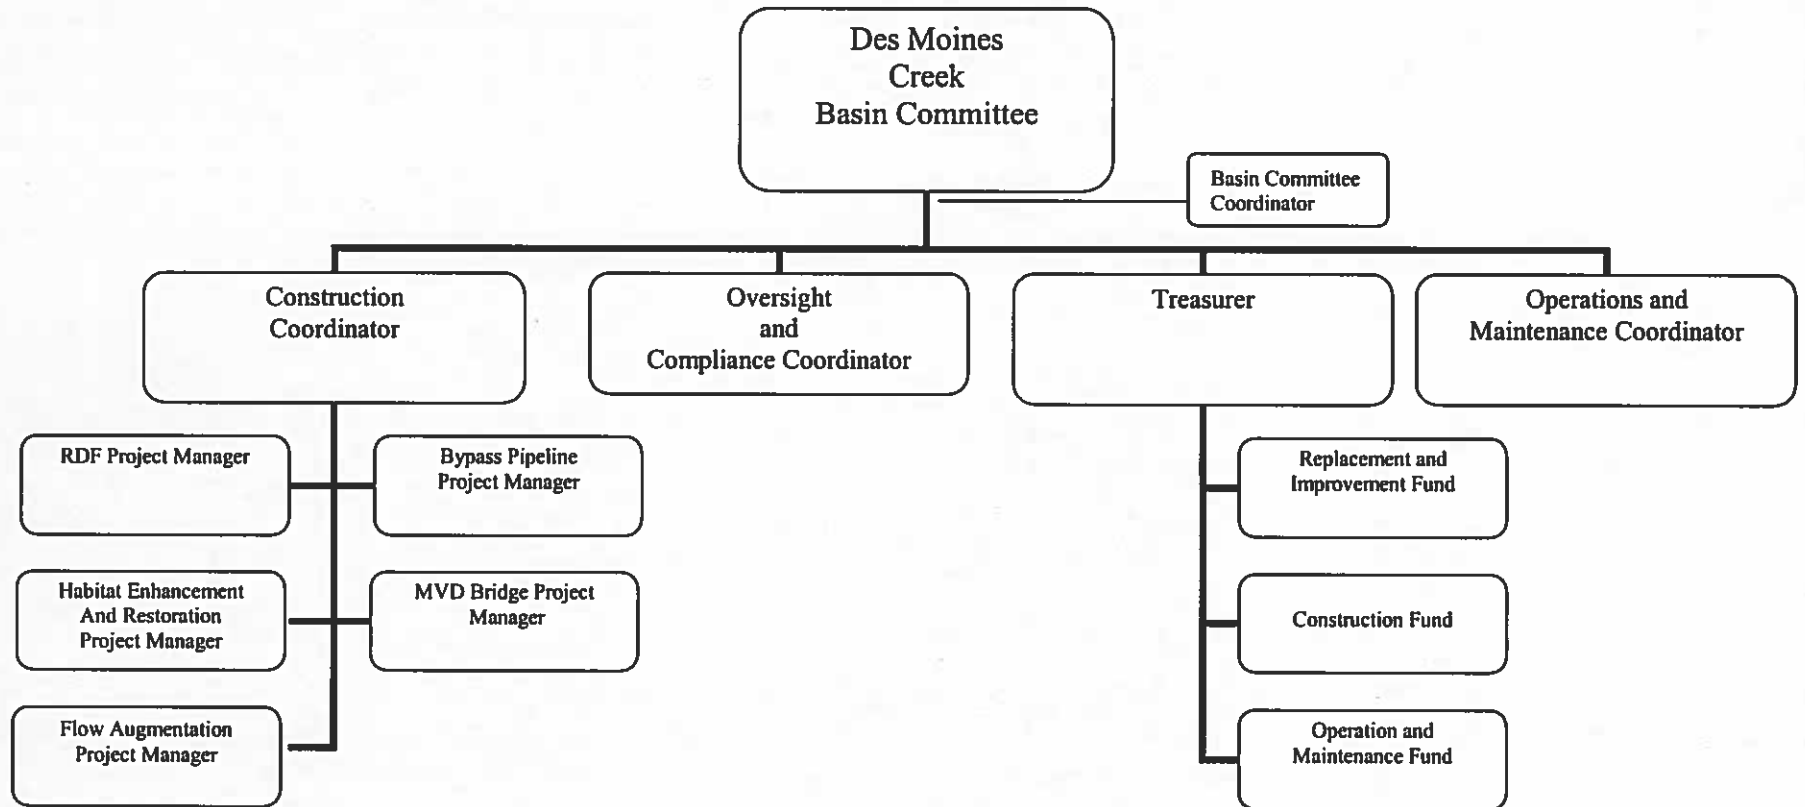 Des Moines
Creek
Basin Committee
Basin Committee
Coordinator
Construction
Coordinator
Oversight
and
Compliance Coordinator
Treasurer
Operations and
Maintenance Coordinator
RDF Project Manager
Bypass Pipeline
Project Manager
Habitat Enhancement
And Restoration
Project Manager
MVD Bridge Project
Manager
Flow Augmentation
Project Manager
Replacement and
Improvement Fund
Construction Fund
Operation and
Maintenance Fund